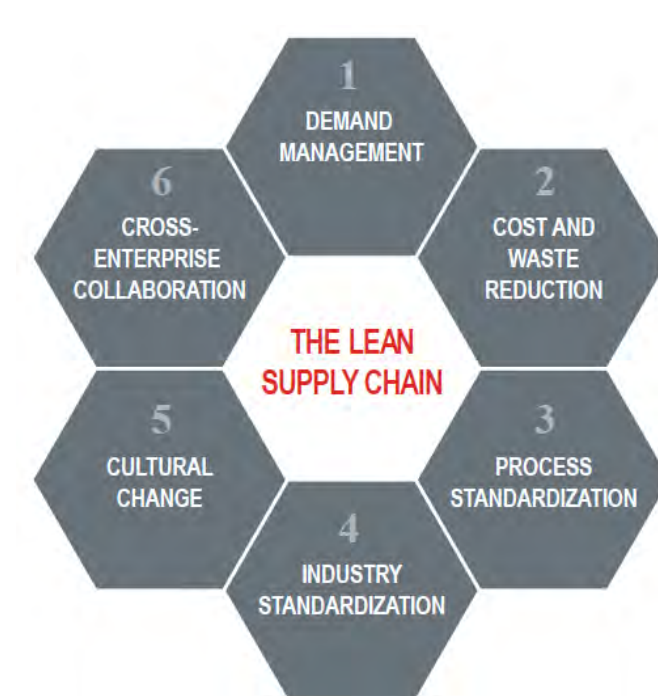 1
DEMAND
MANAGEMENT
2
COST AND
WASTE
REDUCTION
3
PROCESS
STANDARDIZATION
4
INDUSTRY
STANDARDIZATION
5
CULTURAL
CHANGE
6
CROSS-
ENTERPRISE
COLLABORATION
THE LEAN
SUPPLY CHAIN